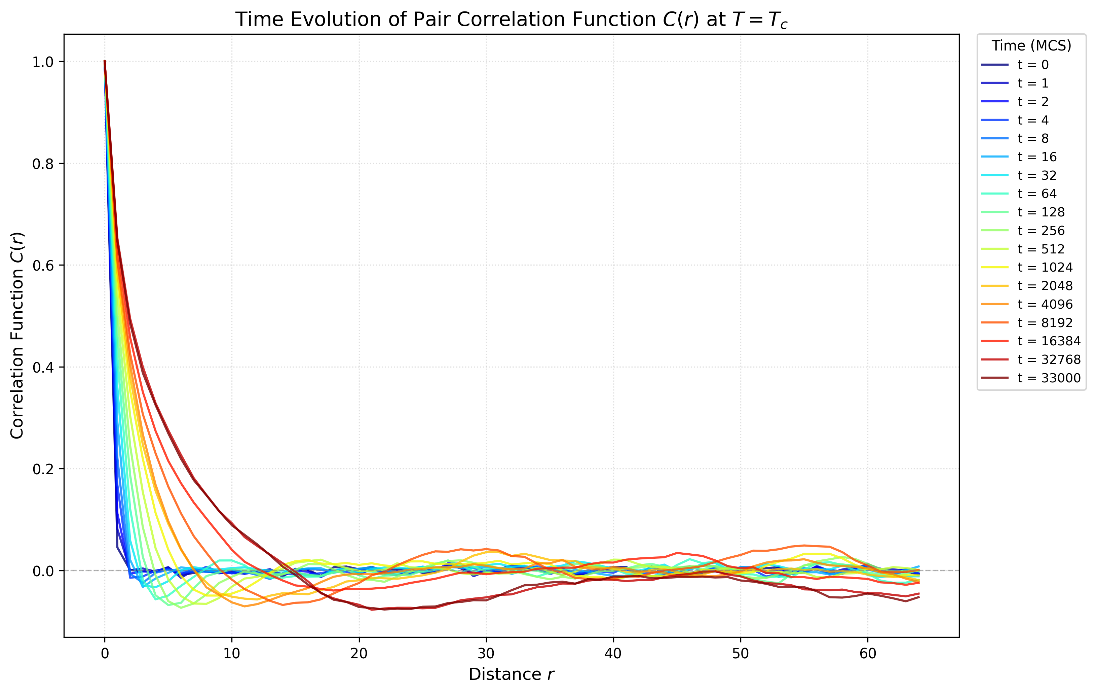 Time Evolution of Pair Correlation Function C(r) at T = T_c
Correlation Function C(r)
1.0
0.8
0.6
0.4
0.2
0.0
0
10
20
30
40
50
60
Distance r
Time (MCS)
t = 0
t = 1
t = 2
t = 4
t = 8
t = 16
t = 32
t = 64
t = 128
t = 256
t = 512
t = 1024
t = 2048
t = 4096
t = 8192
t = 16384
t = 32768
t = 33000